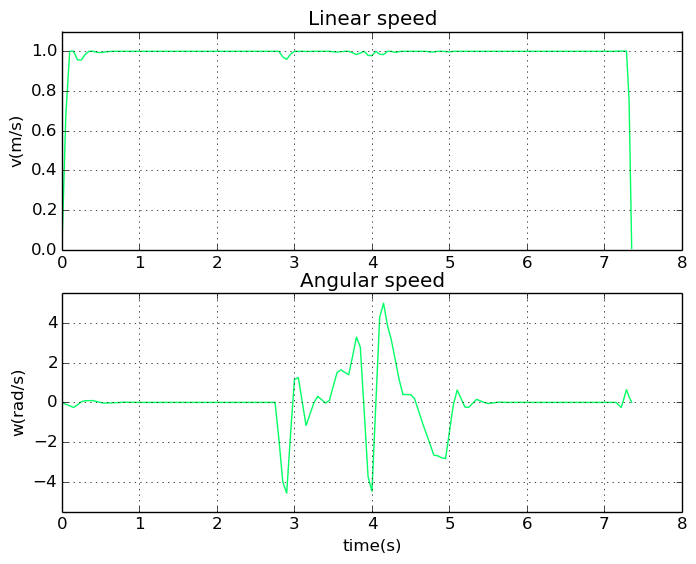 Linear speed
1.0
0.8
0.6
0.4
0.2
0.0
v(m/s)
0 1 2 3 4 5 6 7 8
Angular speed
4
2
0
−2
−4
w(rad/s)
0 1 2 3 4 5 6 7 8
time(s)